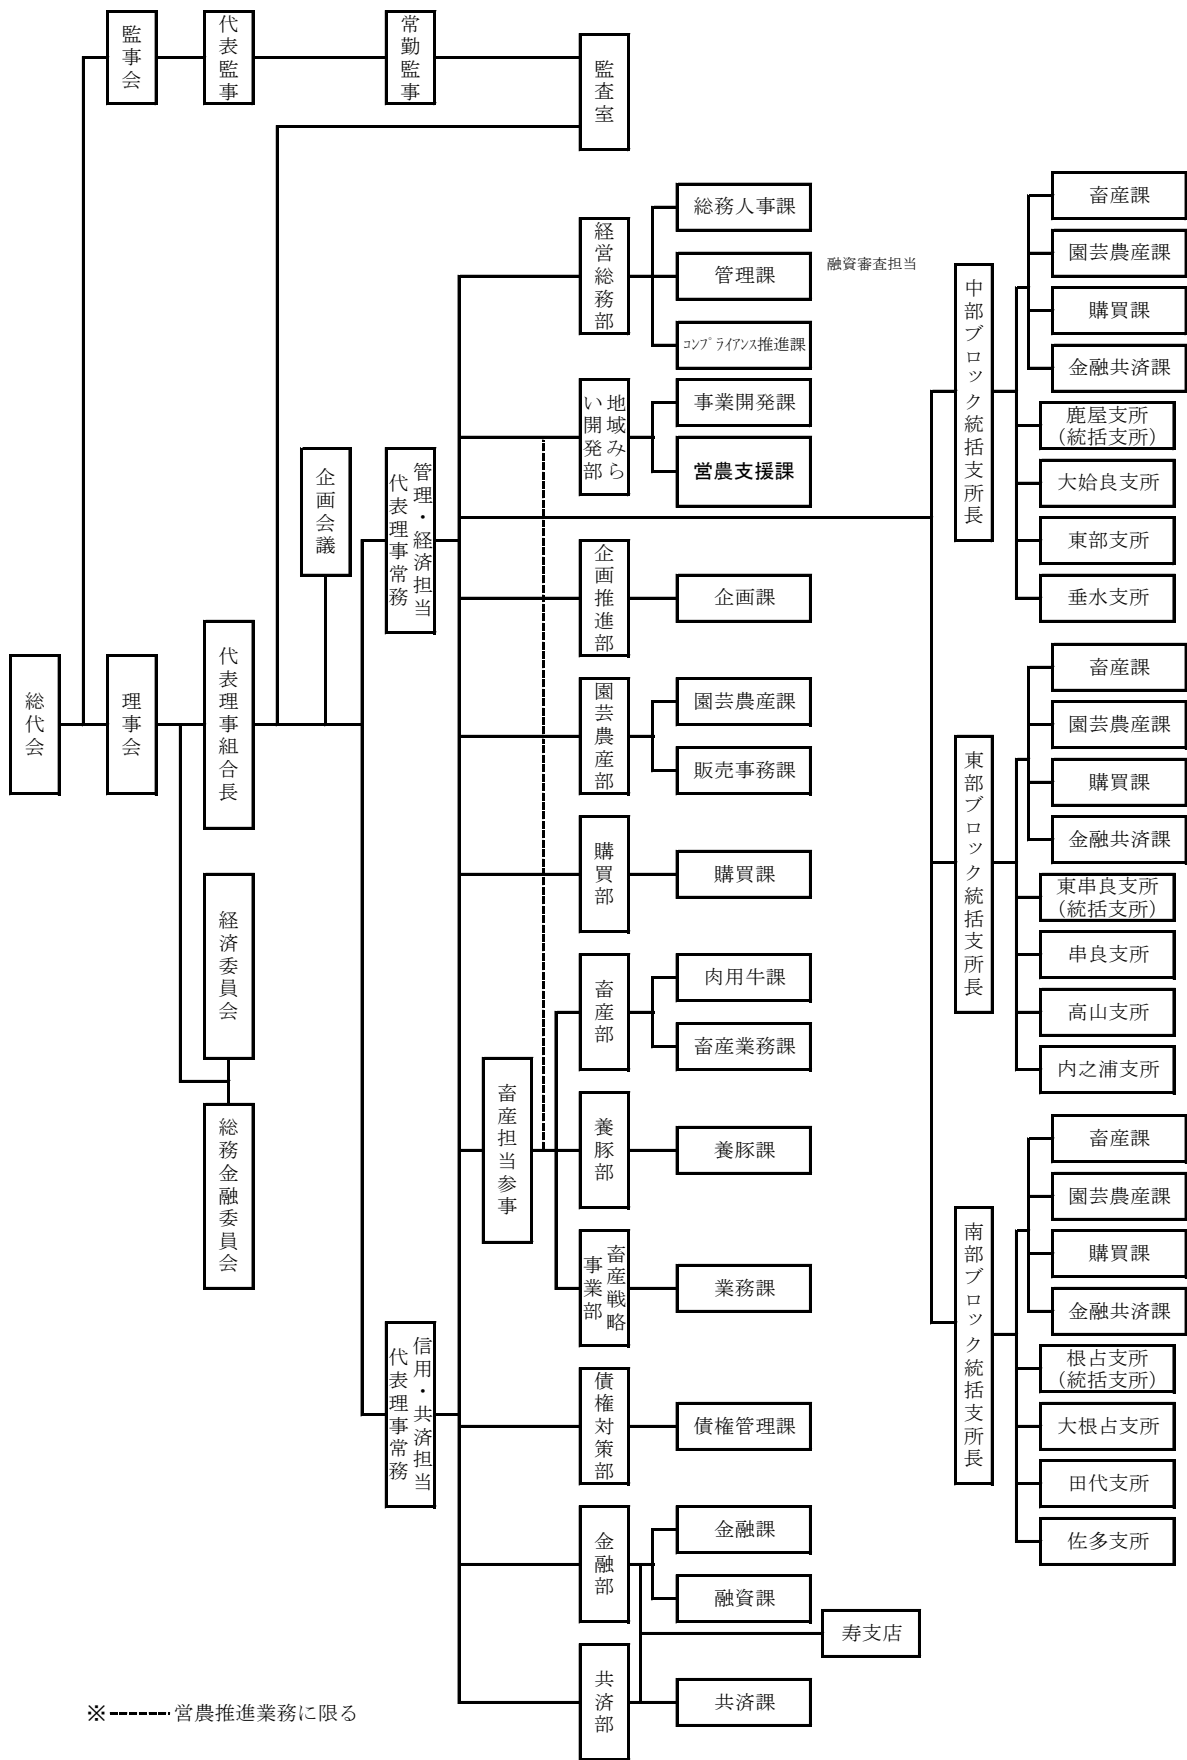 監事会
代表監事
常勤監事
監査室
総代会
理事会
代表理事組合長
経済委員会
総務金融委員会
企画会議
管理・経済担当
代表理事常務
信用・共済担当
代表理事常務
経営総務部
総務人事課
管理課
融資審査担当
コンプライアンス推進課
地域みら
い開発部
事業開発課
営農支援課
企画推進部
企画課
園芸農産部
園芸農産課
販売事務課
購買部
購買課
畜産担当参事
畜産部
肉用牛課
畜産業務課
養豚部
養豚課
畜産戦略
事業部
業務課
債権対策部
債権管理課
金融部
金融課
融資課
寿支店
共済部
共済課
中部ブロック統括支所長
畜産課
園芸農産課
購買課
金融共済課
鹿屋支所
(統括支所)
大姶良支所
東部支所
垂水支所
東部ブロック統括支所長
畜産課
園芸農産課
購買課
金融共済課
東串良支所
(統括支所)
串良支所
高山支所
内之浦支所
南部ブロック統括支所長
畜産課
園芸農産課
購買課
金融共済課
根占支所
(統括支所)
大根占支所
田代支所
佐多支所
※ 営農推進業務に限る